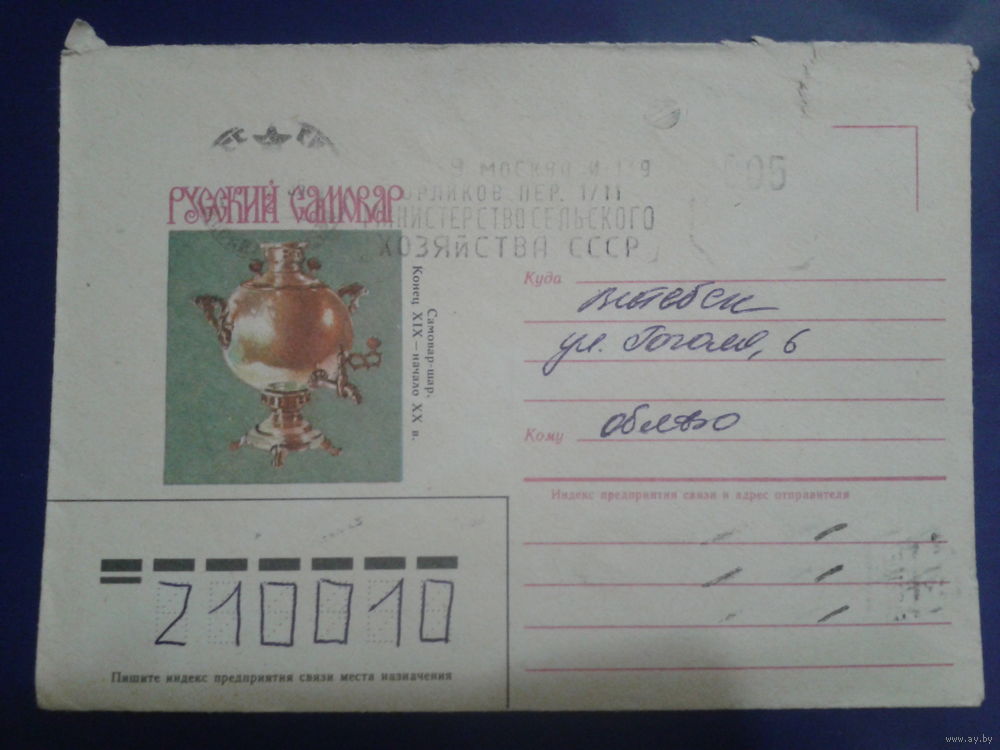 МОСКВА И-139
05
ОРЛИКОВ ПЕР. 1/11
МИНИСТЕРСТВО СЕЛЬСКОГО
ХОЗЯЙСТВА СССР
РУССКИЙ САМОВАР
Самовар-шар.
Конец XIX — начало XX в.
Куда Витебск
ул. Гоголя, 6
Кому
Индекс предприятия связи и адрес отправителя
210010
Пишите индекс предприятия связи места назначения
www.ay.by